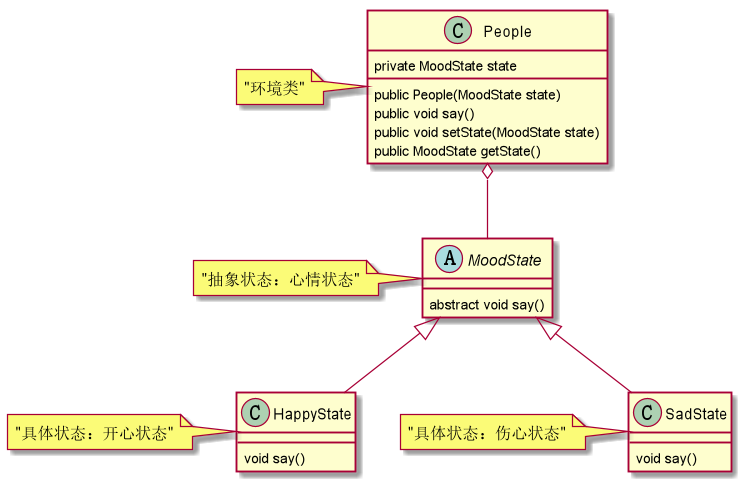 C People
private MoodState state
"环境类"
public People(MoodState state)
public void say()
public void setState(MoodState state)
public MoodState getState()
A MoodState
"抽象状态：心情状态"
abstract void say()
C HappyState
"具体状态：开心状态"
void say()
C SadState
"具体状态：伤心状态"
void say()